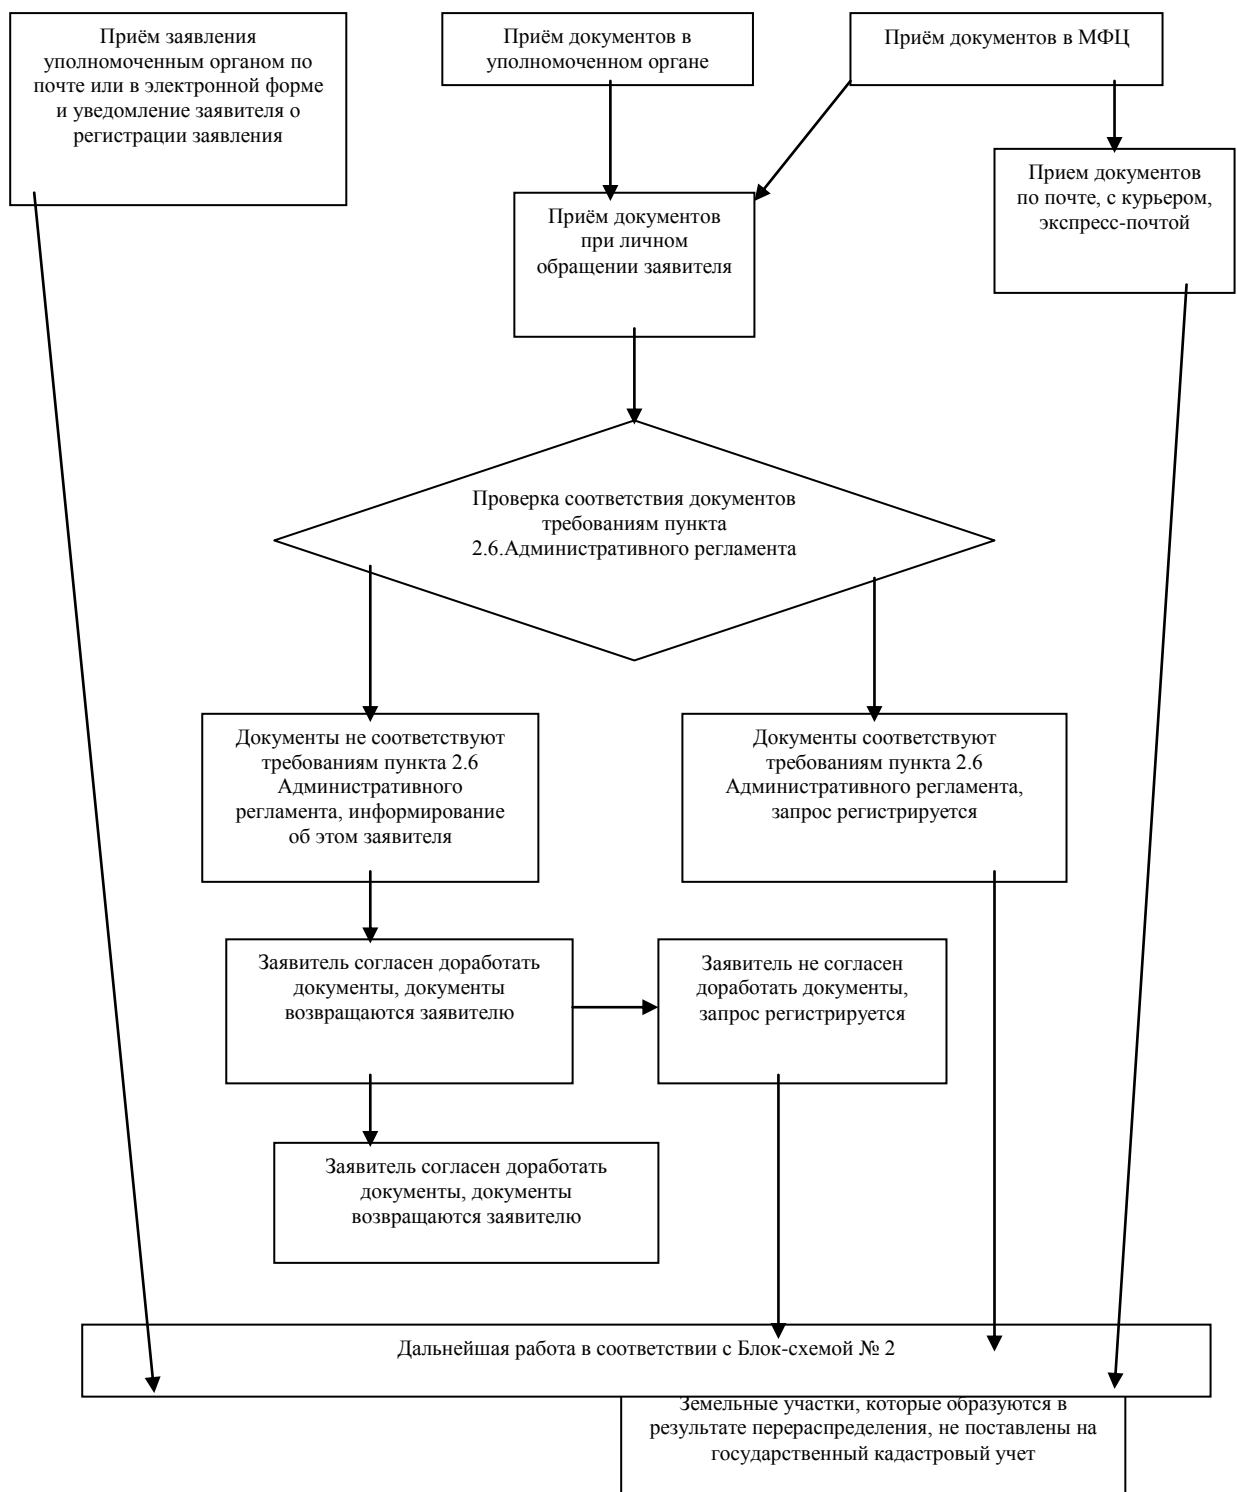 Приём заявления
уполномоченным органом по
почте или в электронной форме
и уведомление заявителя о
регистрации заявления
Приём документов в
уполномоченном органе
Приём документов в МФЦ
Прием документов
по почте, с курьером,
экспресс-почтой
Приём документов
при личном
обращении заявителя
Проверка соответствия документов
требованиям пункта
2.6.Административного регламента
Документы не соответствуют
требованиям пункта 2.6
Административного
регламента, информирование
об этом заявителя
Документы соответствуют
требованиям пункта 2.6
Административного регламента,
запрос регистрируется
Заявитель согласен доработать
документы, документы
возвращаются заявителю
Заявитель не согласен
доработать документы,
запрос регистрируется
Заявитель согласен доработать
документы, документы
возвращаются заявителю
Дальнейшая работа в соответствии с Блок-схемой № 2
Земельные участки, которые образуются в
результате перераспределения, не поставлены на
государственный кадастровый учет